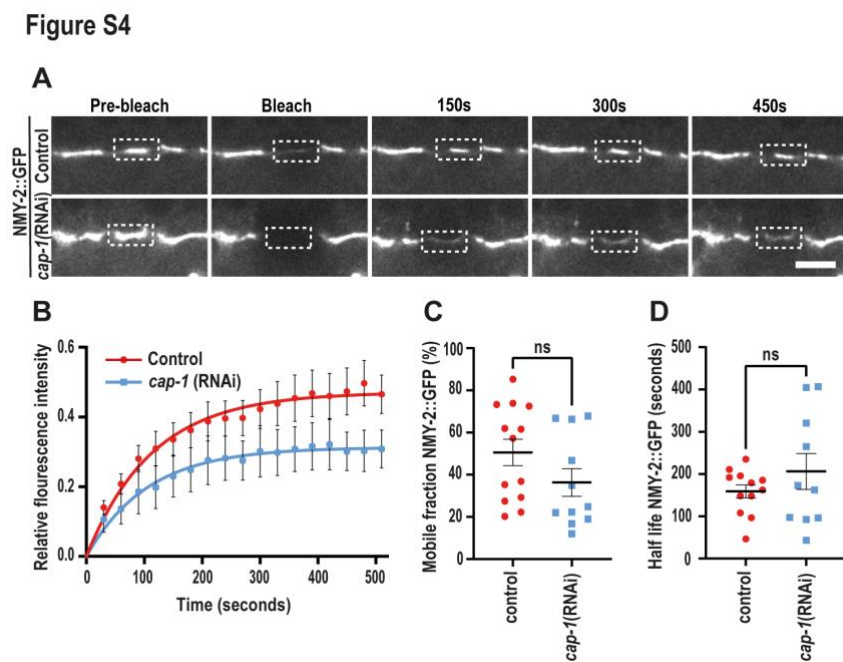 Figure S4
A
Pre-bleach Bleach 150s 300s 450s
NMY-2::GFP
Control
cap-1(RNAi)
B
Relative flourescence intensity
0.6
0.4
0.2
0.0
Control
cap-1 (RNAi)
0 100 200 300 400 500
Time (seconds)
C
Mobile fraction NMY-2::GFP (%)
100
80
60
40
20
0
ns
control
cap-1(RNAi)
D
Half life NMY-2::GFP (seconds)
500
400
300
200
100
0
ns
control
cap-1(RNAi)